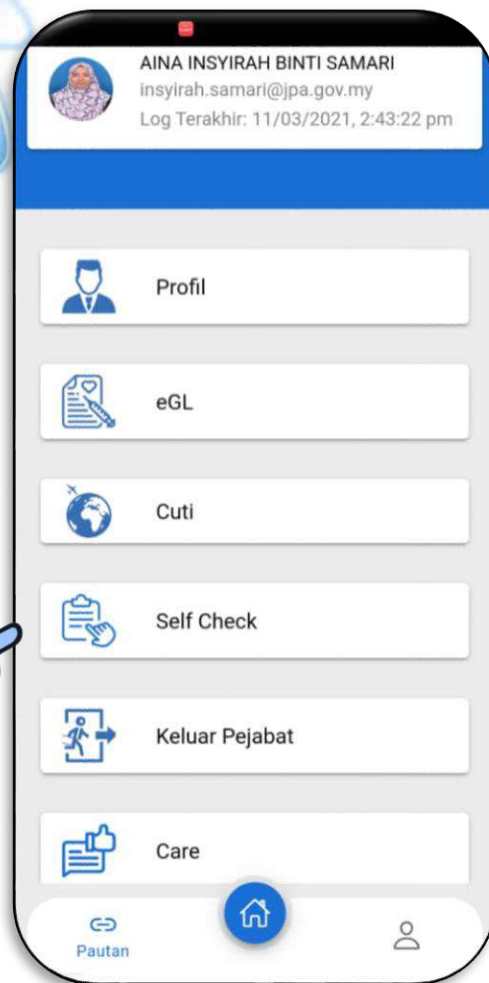 AINA INSYIRAH BINTI SAMARI
insyirah.samari@jpa.gov.my
Log Terakhir: 11/03/2021, 2:43:22 pm
Profil
eGL
Cuti
Self Check
Keluar Pejabat
Care
Pautan